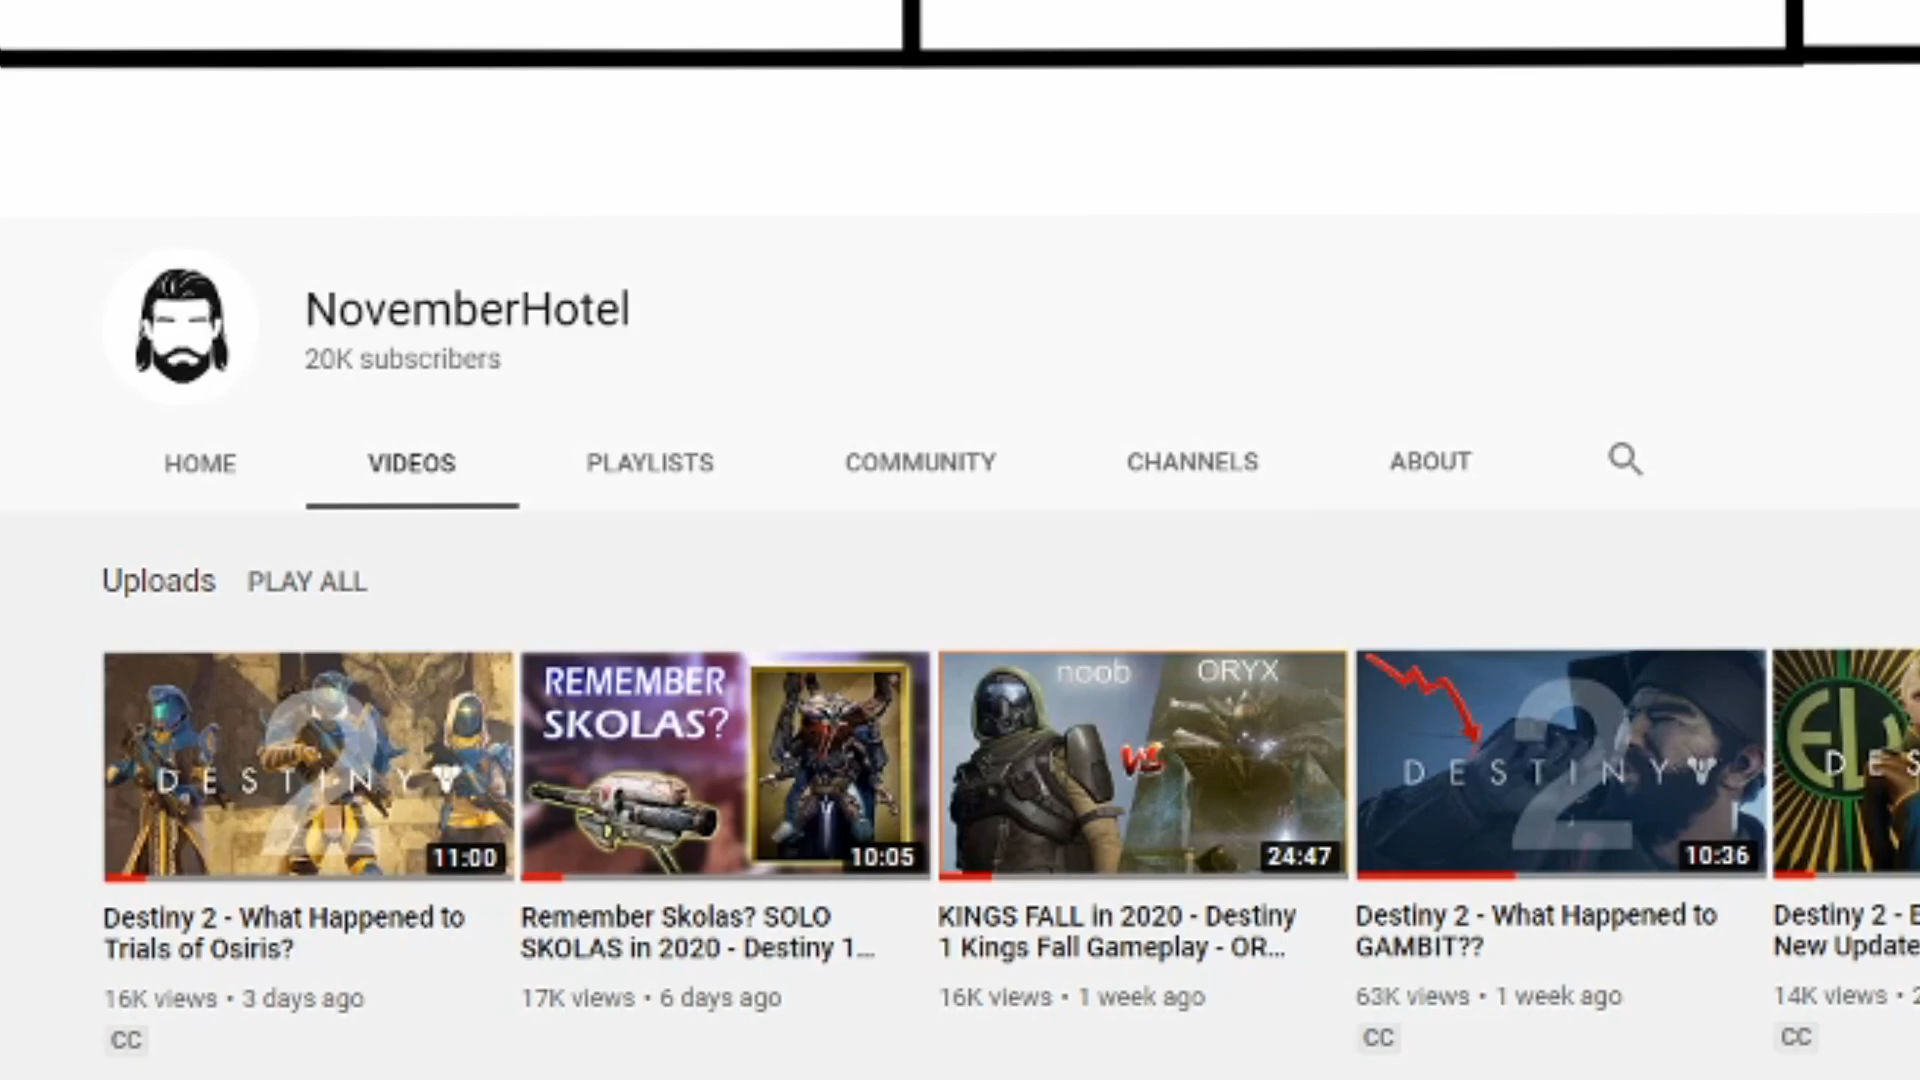 NovemberHotel
20K subscribers
HOME VIDEOS PLAYLISTS COMMUNITY CHANNELS ABOUT
Uploads PLAY ALL
DESTINY
2
11:00
REMEMBER
SKOLAS?
10:05
noob ORYX
VS
24:47
DESTINY
2
10:36
DES
Destiny 2 - What Happened to
Trials of Osiris?
16K views • 3 days ago
CC
Remember Skolas? SOLO
SKOLAS in 2020 - Destiny 1...
17K views • 6 days ago
KINGS FALL in 2020 - Destiny
1 Kings Fall Gameplay - OR...
16K views • 1 week ago
Destiny 2 - What Happened to
GAMBIT??
63K views • 1 week ago
CC
Destiny 2 - E
New Update
14K views • 2
CC